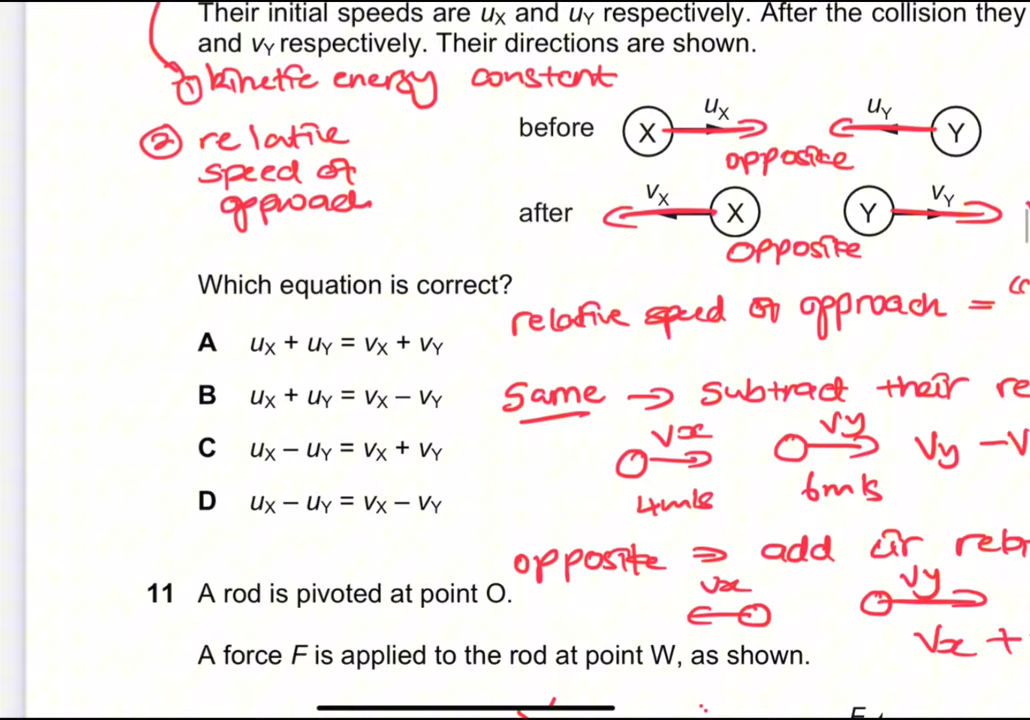 Their initial speeds are uX and uY respectively. After the collision they
and vY respectively. Their directions are shown.
① kinetic energy constant
② relative
speed of
approach
before X uX uY Y
opposite
after vX X Y vY
opposite
Which equation is correct?
relative speed of approach =
A uX + uY = vX + vY
B uX + uY = vX − vY
same → subtract their re
C uX − uY = vX + vY
vx vy vy − v
4m/s 6m/s
D uX − uY = vX − vY
opposite ⇒ add
vx vy
11 A rod is pivoted at point O.
vx +
A force F is applied to the rod at point W, as shown.
F